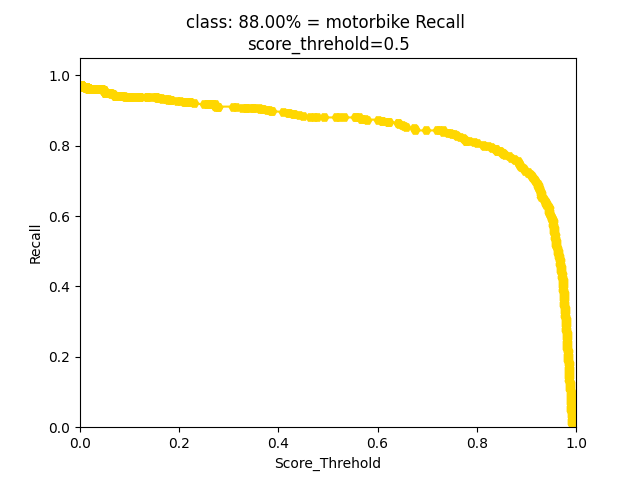 class: 88.00% = motorbike Recall
score_threhold=0.5
1.0
0.8
0.6
0.4
0.2
0.0
Recall
0.0 0.2 0.4 0.6 0.8 1.0
Score_Threhold